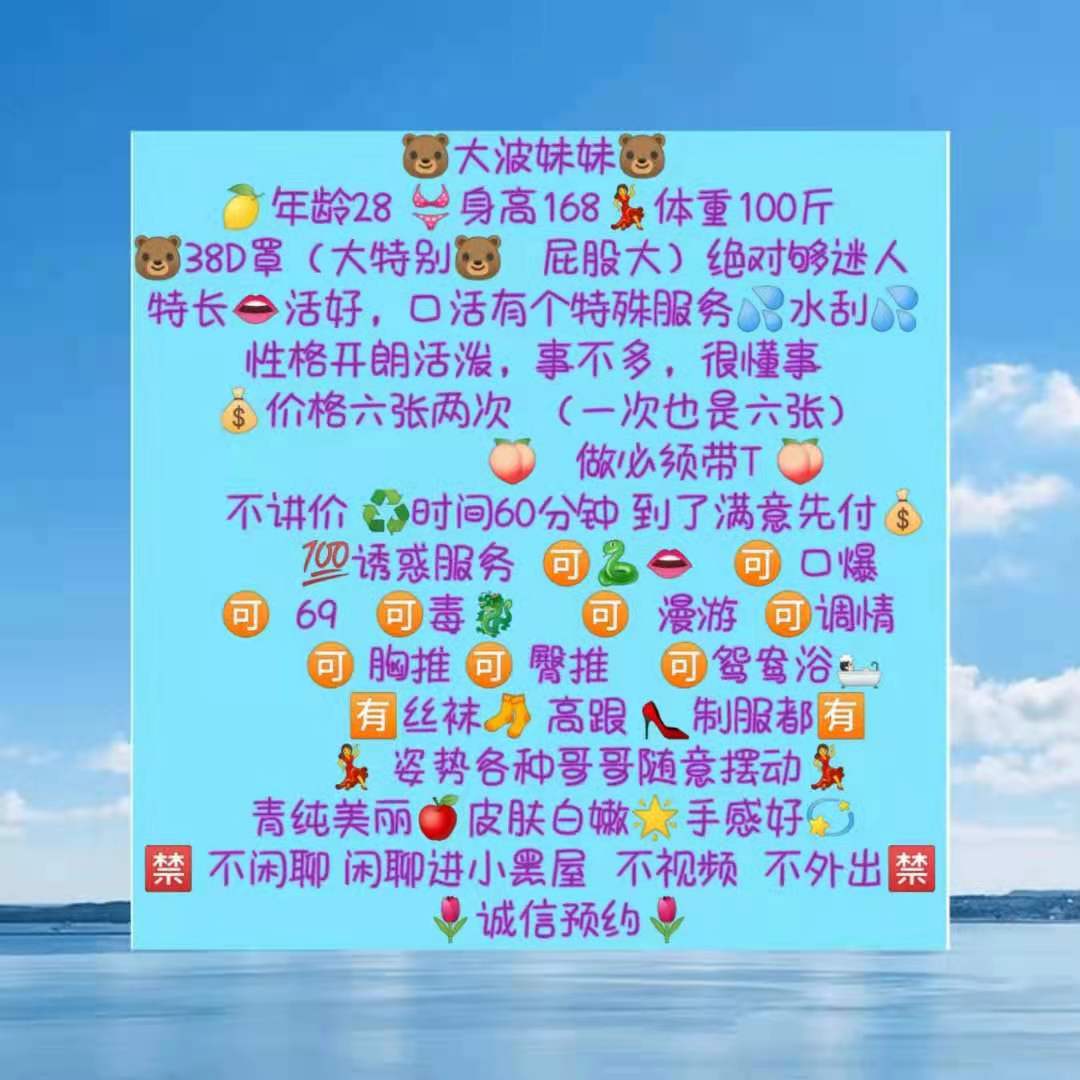 🐻大波妹妹🐻
🍋年龄28 👙身高168💃体重100斤
🐻38D罩（大特别🐻 屁股大）绝对够迷人
特长👄活好，口活有个特殊服务💦水刮💦
性格开朗活泼，事不多，很懂事
💰价格六张两次 （一次也是六张）
🍑 做必须带T 🍑
不讲价 ♻️时间60分钟 到了满意先付💰
💯诱惑服务 🉑🐍👄 🉑 口爆
🉑 69 🉑毒🐉 🉑 漫游 🉑调情
🉑 胸推 🉑 臀推 🉑鸳鸯浴🛀
🈶丝袜🧦 高跟👠制服都🈶
💃 姿势各种哥哥随意摆动💃
青纯美丽🍎皮肤白嫩🌟手感好💫
🈲 不闲聊 闲聊进小黑屋 不视频 不外出🈲
🌷诚信预约🌷